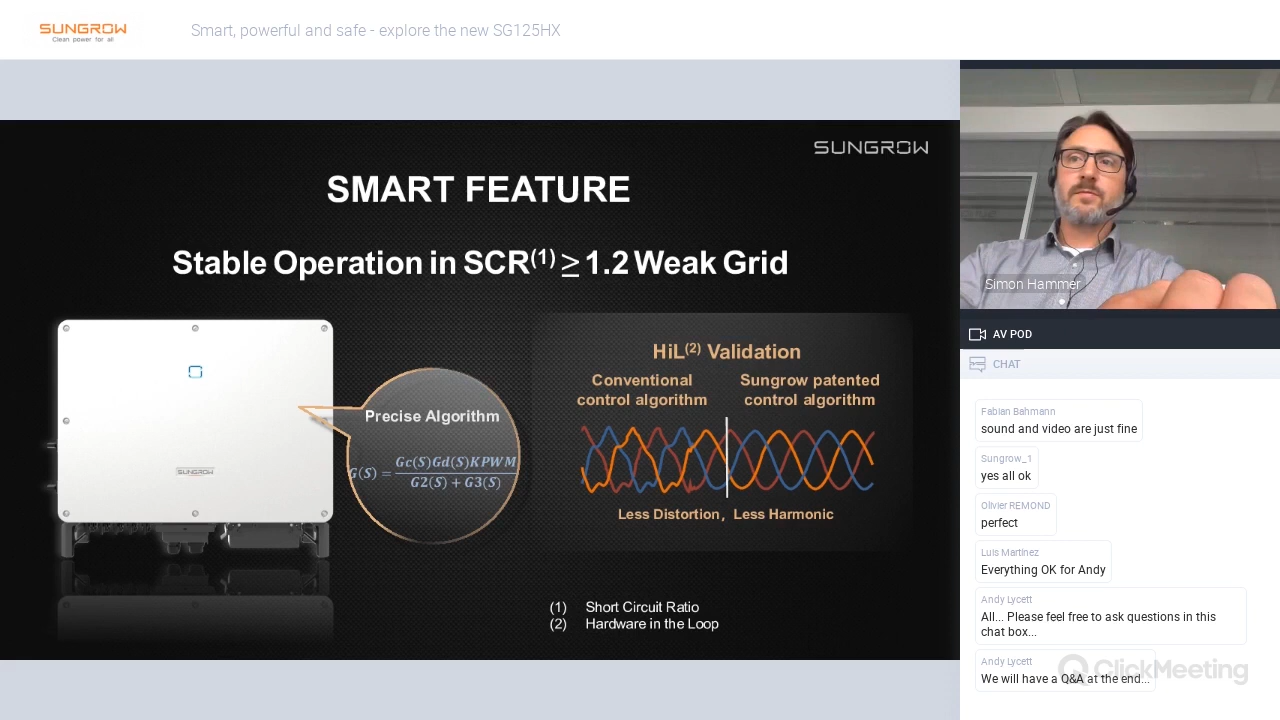 SUNGROW
Clean power for all
Smart, powerful and safe - explore the new SG125HX
SUNGROW
SMART FEATURE
Stable Operation in SCR(1) ≥ 1.2 Weak Grid
SUNGROW
Precise Algorithm
G(S) = Gc(S)Gd(S)KPWM
G2(S) + G3(S)
HiL(2) Validation
Conventional
control algorithm
Sungrow patented
control algorithm
Less Distortion, Less Harmonic
(1) Short Circuit Ratio
(2) Hardware in the Loop
Simon Hammer
AV POD
CHAT
Fabian Bahmann
sound and video are just fine
Sungrow_1
yes all ok
Olivier REMOND
perfect
Luis Martínez
Everything OK for Andy
Andy Lycett
All... Please feel free to ask questions in this
chat box...
Andy Lycett
We will have a Q&A at the end...
ClickMeeting